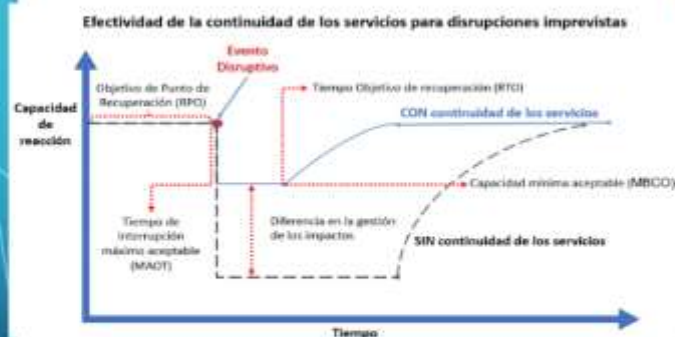 Efectividad de la continuidad de los servicios para disrupciones imprevistas
Evento
Disruptivo
Objetivo de Punto de
Recuperación (RPO)
Tiempo Objetivo de recuperación (RTO)
Capacidad
de
reacción
CON continuidad de los servicios
Capacidad mínima aceptable (MBCO)
Tiempo de
interrupción
máximo aceptable
(MAOT)
Diferencia en la gestión
de los impactos
SIN continuidad de los servicios
Tiempo